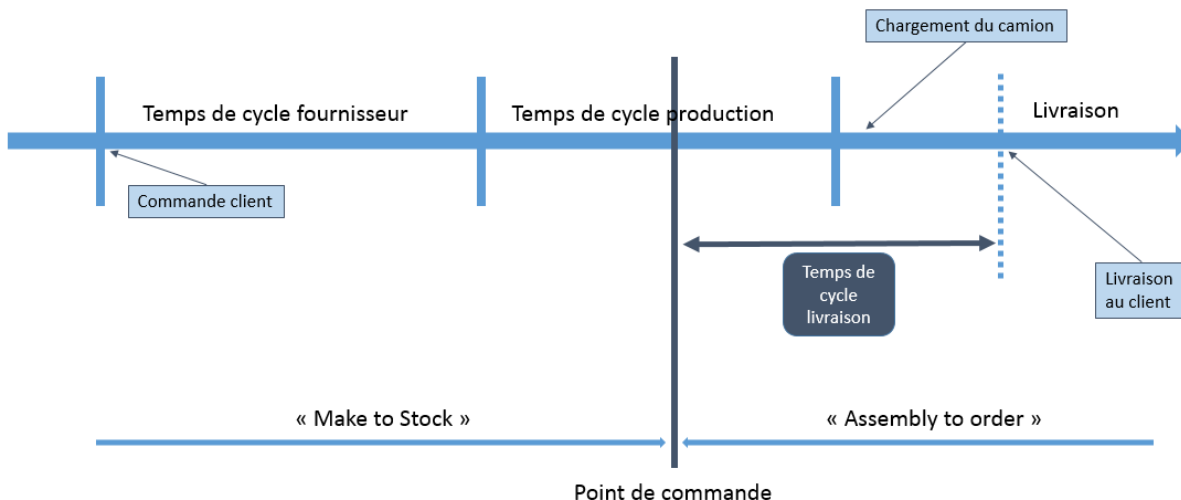 Chargement du camion
Temps de cycle fournisseur
Temps de cycle production
Livraison
Commande client
Temps de
cycle
livraison
Livraison
au client
« Make to Stock »
« Assembly to order »
Point de commande